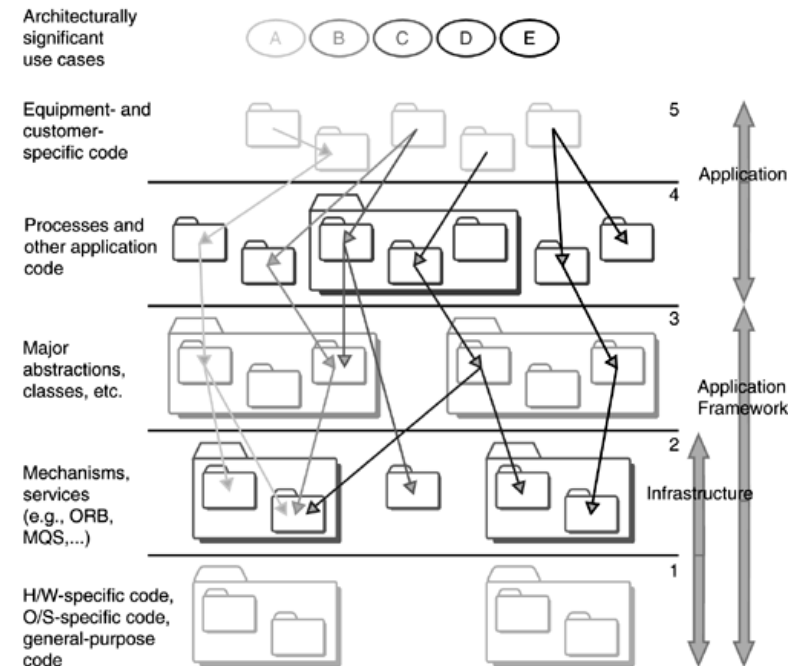 Architecturally
significant
use cases
A B C D E
Equipment- and
customer-
specific code
5
Application
4
Processes and
other application
code
3
Major
abstractions,
classes, etc.
Application
Framework
2
Mechanisms,
services
(e.g., ORB,
MQS,...)
Infrastructure
1
H/W-specific code,
O/S-specific code,
general-purpose
code